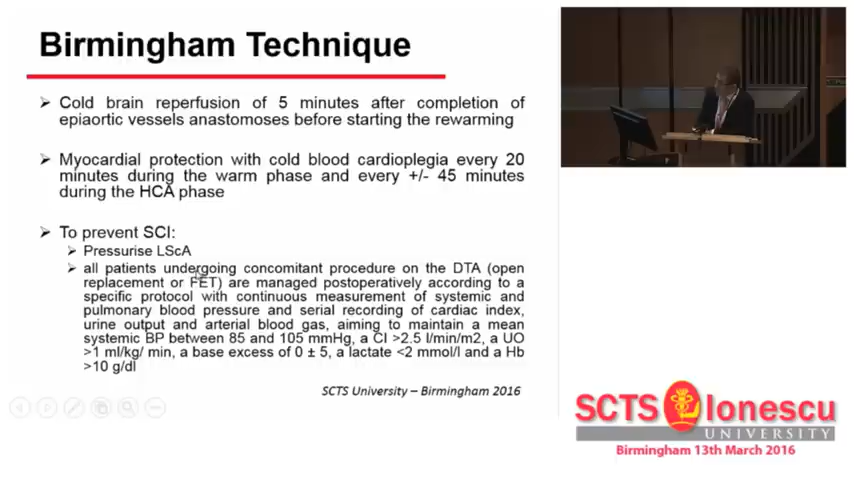 Birmingham Technique
➤ Cold brain reperfusion of 5 minutes after completion of
epiaortic vessels anastomoses before starting the rewarming
➤ Myocardial protection with cold blood cardioplegia every 20
minutes during the warm phase and every +/- 45 minutes
during the HCA phase
➤ To prevent SCI:
➤ Pressurise LScA
➤ all patients undergoing concomitant procedure on the DTA (open
replacement or FET) are managed postoperatively according to a
specific protocol with continuous measurement of systemic and
pulmonary blood pressure and serial recording of cardiac index,
urine output and arterial blood gas, aiming to maintain a mean
systemic BP between 85 and 105 mmHg, a CI >2.5 l/min/m2, a UO
>1 ml/kg/ min, a base excess of 0 ± 5, a lactate <2 mmol/l and a Hb
>10 g/dl
SCTS University – Birmingham 2016
SCTS Ionescu
UNIVERSITY
Birmingham 13th March 2016